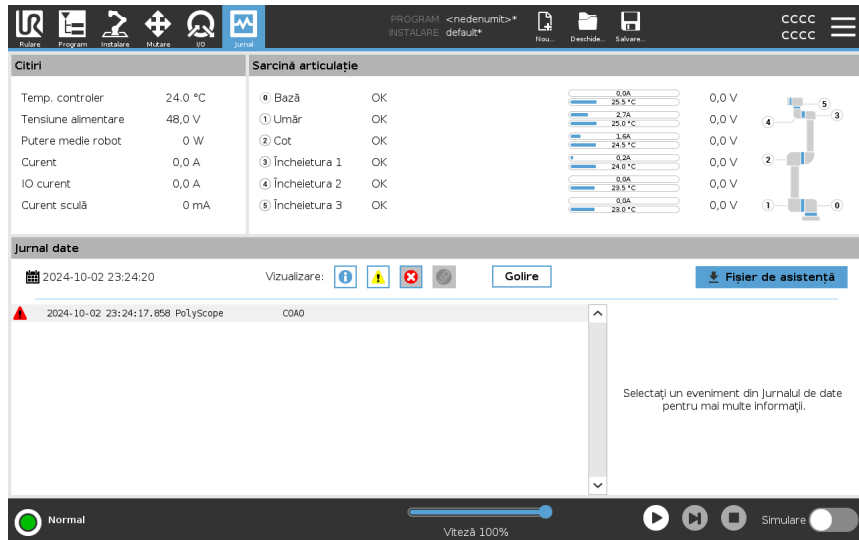 UR
PROGRAM <nedenumit>*
INSTALARE default*
CCCC
CCCC
Rulare Program Instalare Mutare I/O Jurnal Nou... Deschide... Salvare...
Citiri
Sarcină articulație
Temp. controler 24.0 °C
Tensiune alimentare 48,0 V
Putere medie robot 0 W
Curent 0,0 A
IO curent 0,0 A
Curent sculă 0 mA
0 Bază OK 0,0A 25.5 °C 0,0 V
1 Umăr OK 2,7A 25.0 °C 0,0 V
2 Cot OK 1,6A 24.5 °C 0,0 V
3 Încheietura 1 OK 0,2A 24.0 °C 0,0 V
4 Încheietura 2 OK 0,0A 23.5 °C 0,0 V
5 Încheietura 3 OK 0,0A 23.0 °C 0,0 V
5
3
4
2
1 0
Jurnal date
2024-10-02 23:24:20 Vizualizare: Golire Fișier de asistență
2024-10-02 23:24:17.858 PolyScope C0A0
Selectați un eveniment din Jurnalul de date
pentru mai multe informații.
Normal
Viteză 100%
Simulare